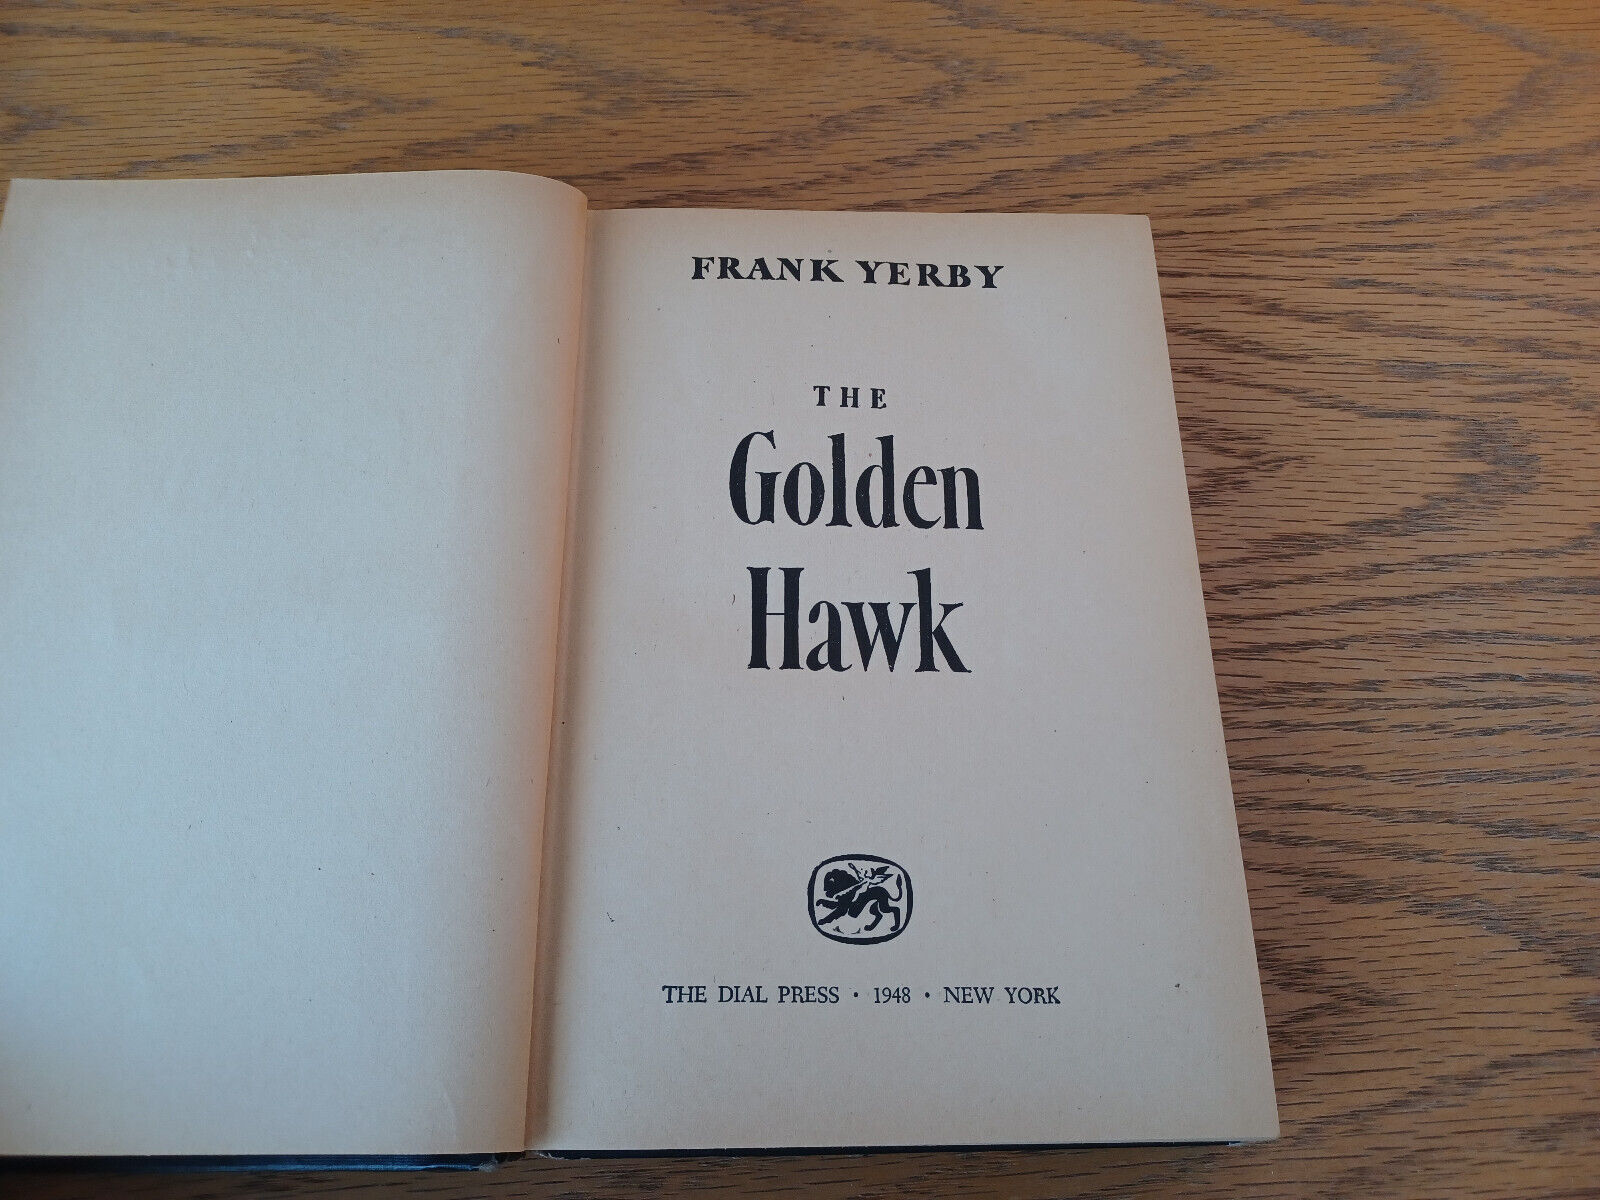 FRANK YERBY
THE
Golden
Hawk
THE DIAL PRESS • 1948 • NEW YORK